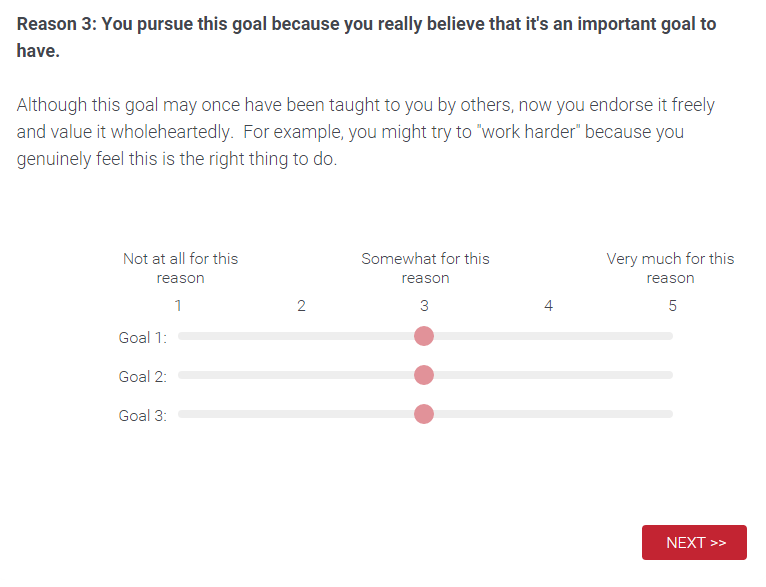 Reason 3: You pursue this goal because you really believe that it's an important goal to
have.
Although this goal may once have been taught to you by others, now you endorse it freely
and value it wholeheartedly.  For example, you might try to "work harder" because you
genuinely feel this is the right thing to do.
Not at all for this reason
Somewhat for this reason
Very much for this reason
1 2 3 4 5
Goal 1:
Goal 2:
Goal 3:
NEXT >>